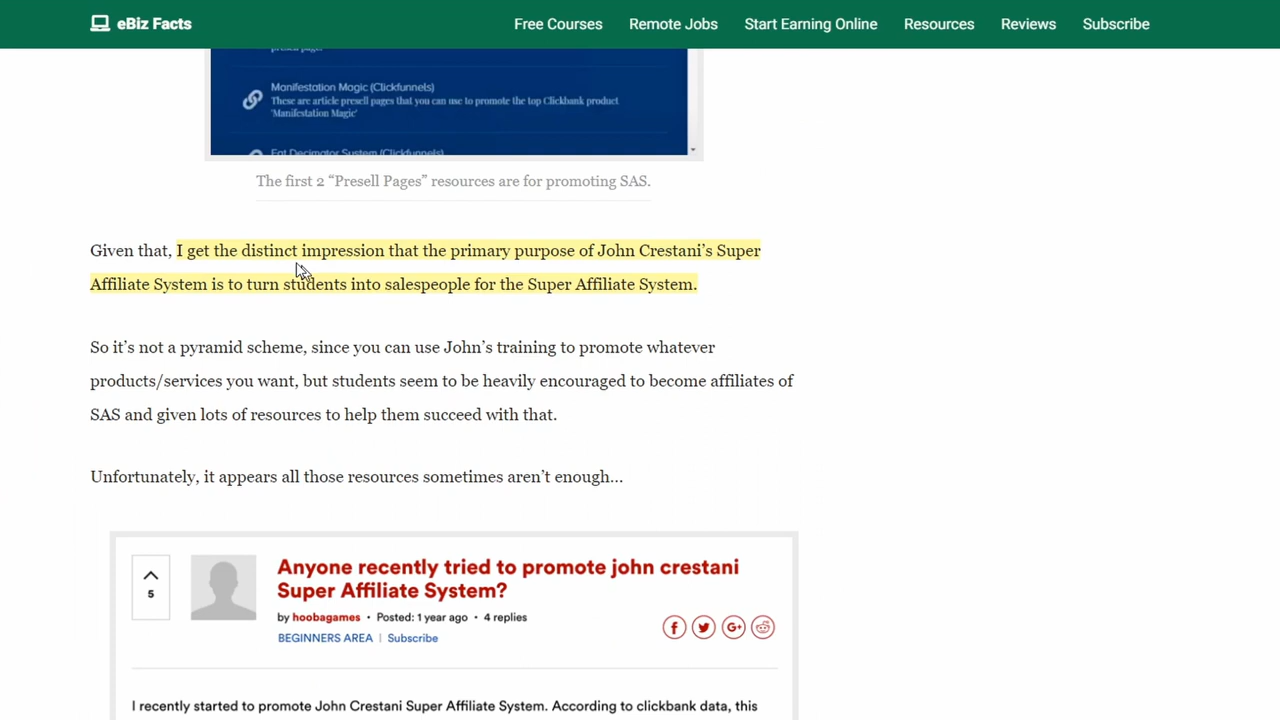 eBiz Facts
Free Courses
Remote Jobs
Start Earning Online
Resources
Reviews
Subscribe
presell pages.
Manifestation Magic (Clickfunnels)
These are article presell pages that you can use to promote the top Clickbank product
'Manifestation Magic'
Fat Decimator System (Clickfunnels)
The first 2 “Presell Pages” resources are for promoting SAS.
Given that, I get the distinct impression that the primary purpose of John Crestani’s Super
Affiliate System is to turn students into salespeople for the Super Affiliate System.
So it’s not a pyramid scheme, since you can use John’s training to promote whatever
products/services you want, but students seem to be heavily encouraged to become affiliates of
SAS and given lots of resources to help them succeed with that.
Unfortunately, it appears all those resources sometimes aren’t enough…
5
Anyone recently tried to promote john crestani
Super Affiliate System?
by hoobagames • Posted: 1 year ago • 4 replies
BEGINNERS AREA | Subscribe
I recently started to promote John Crestani Super Affiliate System. According to clickbank data, this